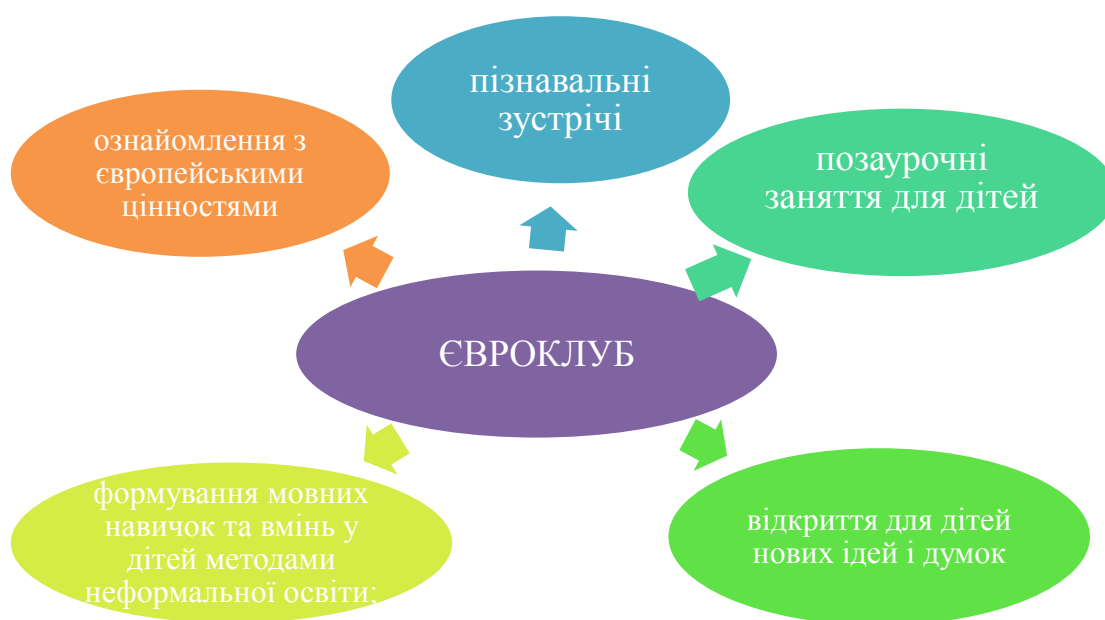 пізнавальні
зустрічі
ознайомлення з
європейськими
цінностями
позаурочні
заняття для дітей
ЄВРОКЛУБ
формування мовних
навичок та вмінь у
дітей методами
неформальної освіти;
відкриття для дітей
нових ідей і думок